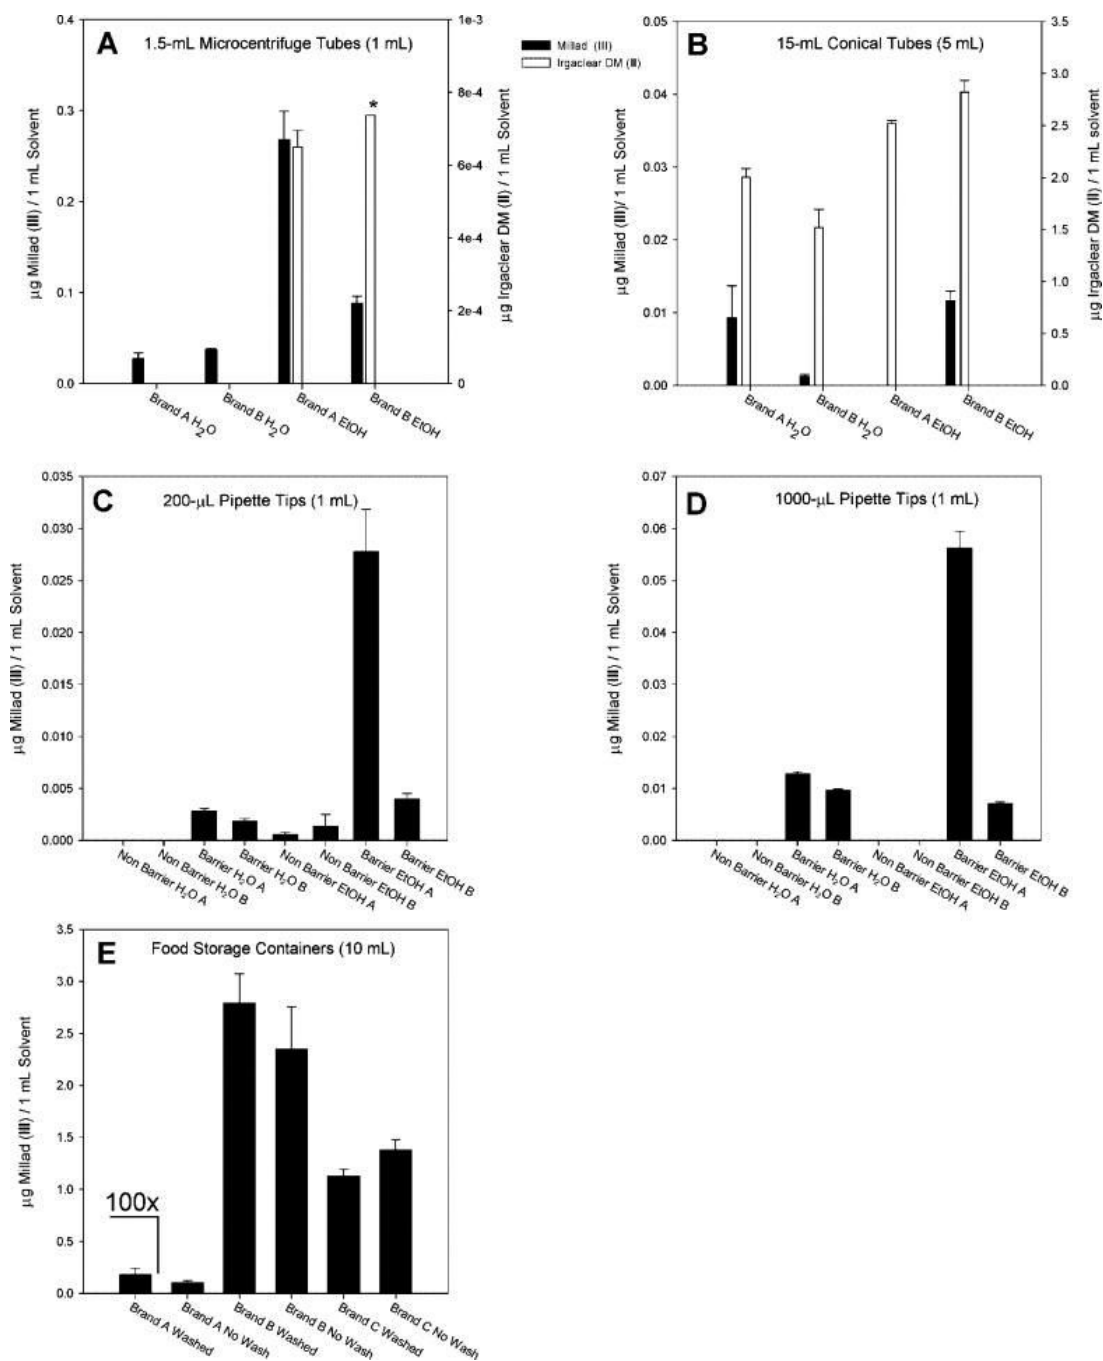 A
1.5-mL Microcentrifuge Tubes (1 mL)
0.4
0.3
0.2
0.1
0.0
µg Millad (III) / 1 mL Solvent
1e-3
8e-4
6e-4
4e-4
2e-4
0
µg Irgaclear DM (II) / 1 mL Solvent
*
Brand A H2O
Brand B H2O
Brand A EtOH
Brand B EtOH
Millad (III)
Irgaclear DM (II)
B
15-mL Conical Tubes (5 mL)
0.05
0.04
0.03
0.02
0.01
0.00
µg Millad (III)/ 1 mL solvent
3.5
3.0
2.5
2.0
1.5
1.0
0.5
0.0
µg Irgaclear DM (II) / 1 mL solvent
Brand A H2O
Brand B H2O
Brand A EtOH
Brand B EtOH
C
200-µL Pipette Tips (1 mL)
0.035
0.030
0.025
0.020
0.015
0.010
0.005
0.000
µg Millad (III) / 1 mL Solvent
Non Barrier H2O A
Non Barrier H2O B
Barrier H2O A
Barrier H2O B
Non Barrier EtOH A
Non Barrier EtOH B
Barrier EtOH A
Barrier EtOH B
D
1000-µL Pipette Tips (1 mL)
0.07
0.06
0.05
0.04
0.03
0.02
0.01
0.00
µg Millad (III) / 1 mL Solvent
Non Barrier H2O A
Non Barrier H2O B
Barrier H2O A
Barrier H2O B
Non Barrier EtOH A
Non Barrier EtOH B
Barrier EtOH A
Barrier EtOH B
E
Food Storage Containers (10 mL)
3.5
3.0
2.5
2.0
1.5
1.0
0.5
0.0
µg Millad (III) / 1 mL Solvent
100x
Brand A Washed
Brand A No Wash
Brand B Washed
Brand B No Wash
Brand C Washed
Brand C No Wash